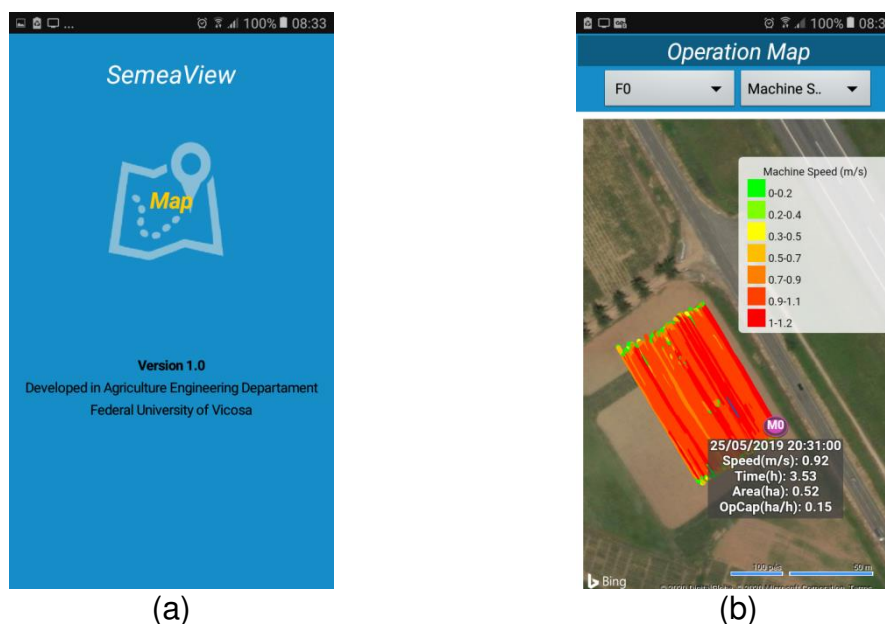 ... 100% 08:33
SemeaView
Map
Version 1.0
Developed in Agriculture Engineering Departament
Federal University of Vicosa
(a)
100% 08:3
Operation Map
F0 Machine S..
Machine Speed (m/s)
0-0.2
0.2-0.4
0.3-0.5
0.5-0.7
0.7-0.9
0.9-1.1
1-1.2
M0
25/05/2019 20:31:00
Speed(m/s): 0.92
Time(h): 3.53
Area(ha): 0.52
OpCap(ha/h): 0.15
50 m
Bing
(b)